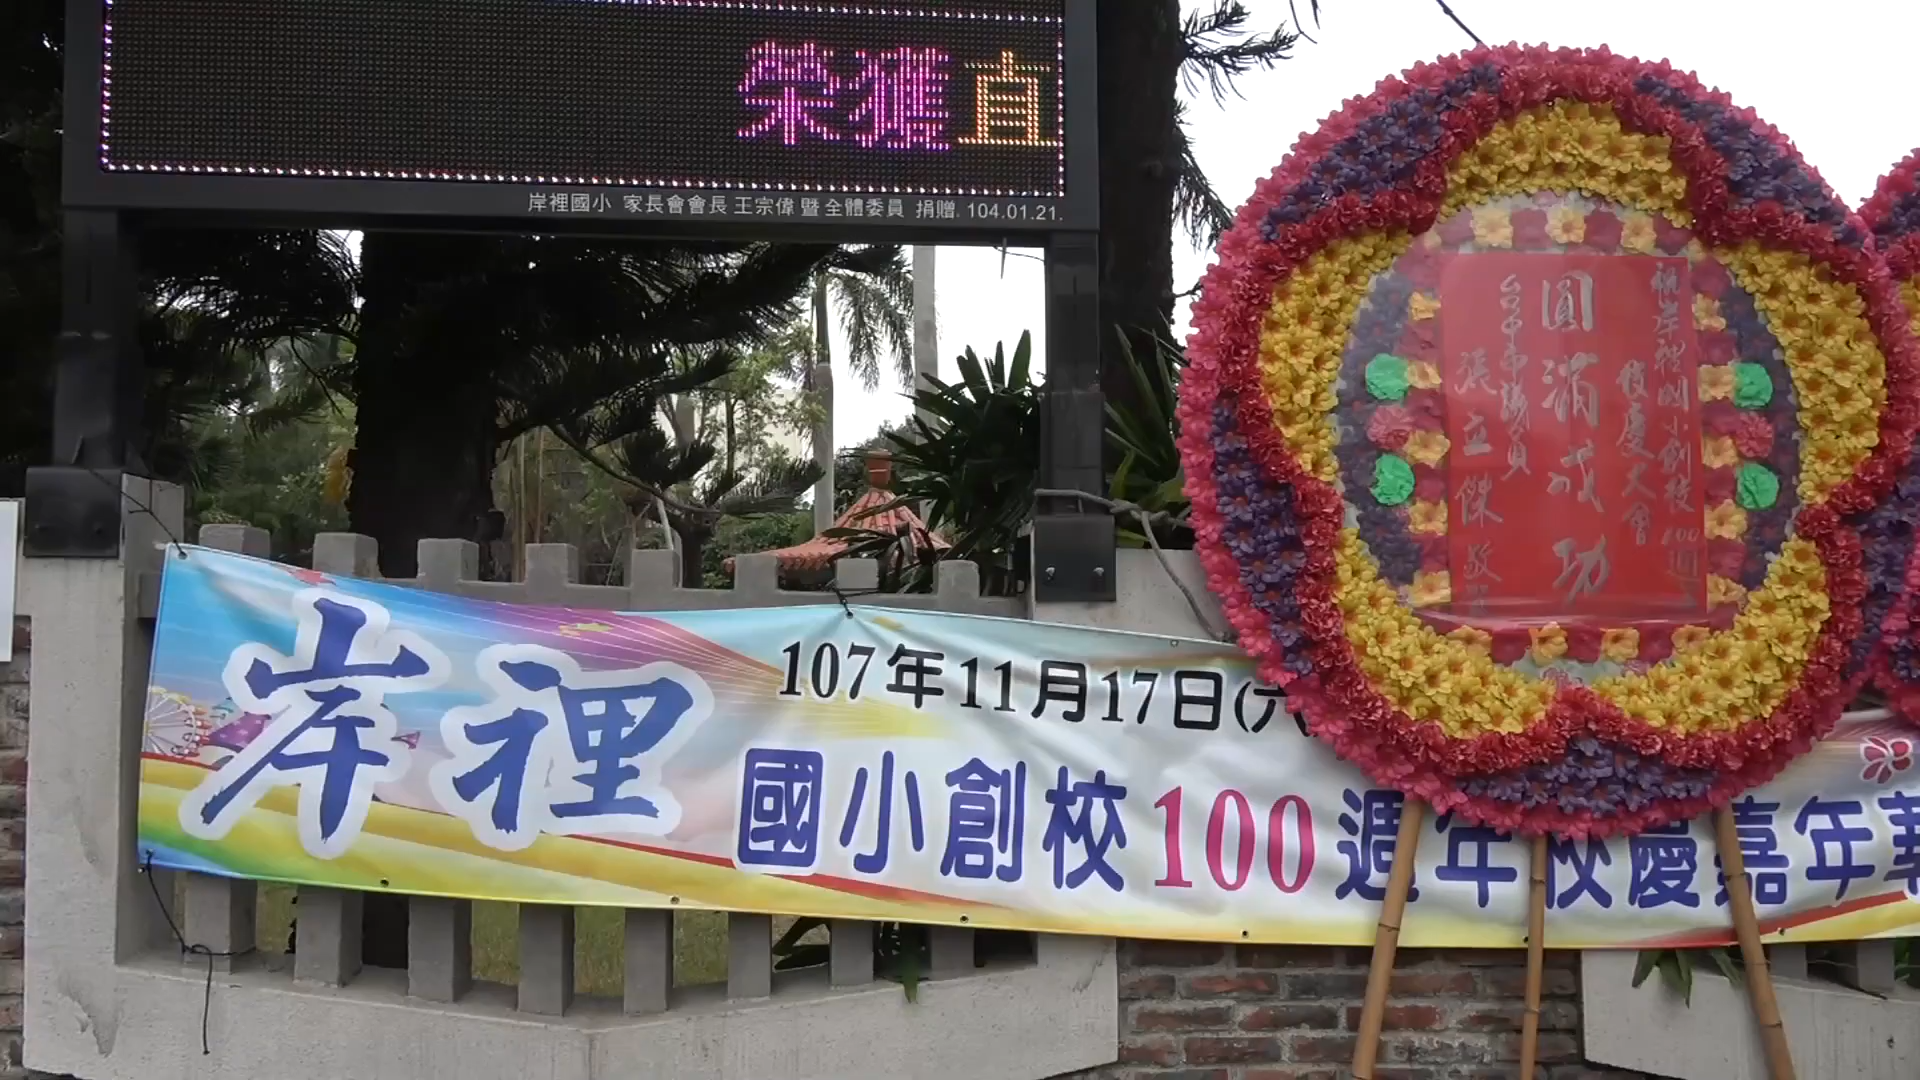 榮獲直
岸裡國小 家長會會長 王宗偉 暨 全體委員 捐贈. 104.01.21.
祝岸裡國小創校100週
校慶大會
圓滿成功
台中市議員
張立傑 敬
岸裡
107年11月17日(六
國小創校100週年校慶嘉年華